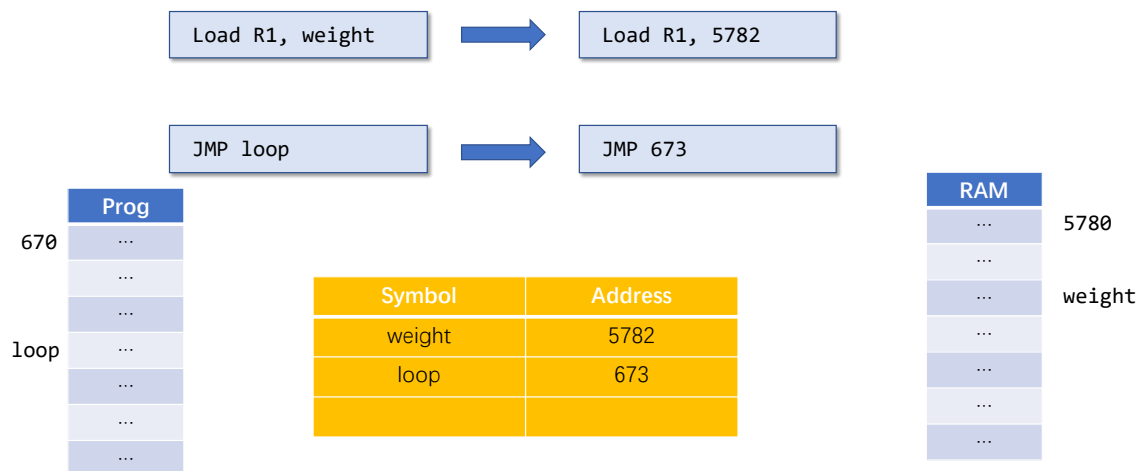 Load R1, weight
Load R1, 5782
JMP loop
JMP 673
Prog
670
…
…
…
loop
…
…
…
…
Symbol Address
weight 5782
loop 673
RAM
…
5780
…
…
weight
…
…
…
…